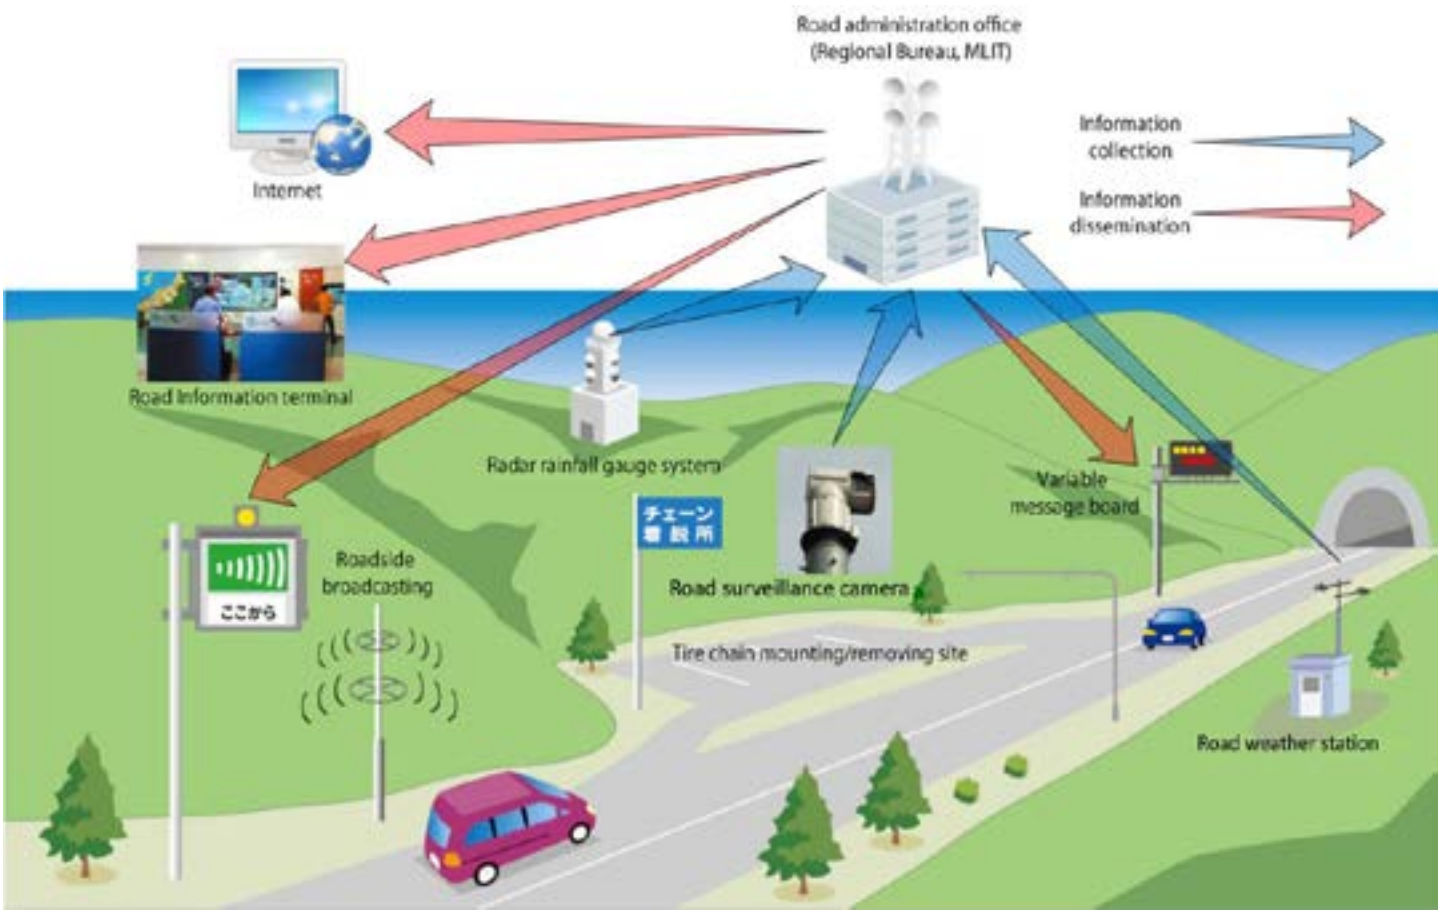 Road administration office
(Regional Bureau, MLIT)
Information
collection
Information
dissemination
Internet
Road Information terminal
Radar rainfall gauge system
Variable
message board
チェーン
着脱所
Roadside
broadcasting
Road surveillance camera
ここから
Tire chain mounting/removing site
Road weather station